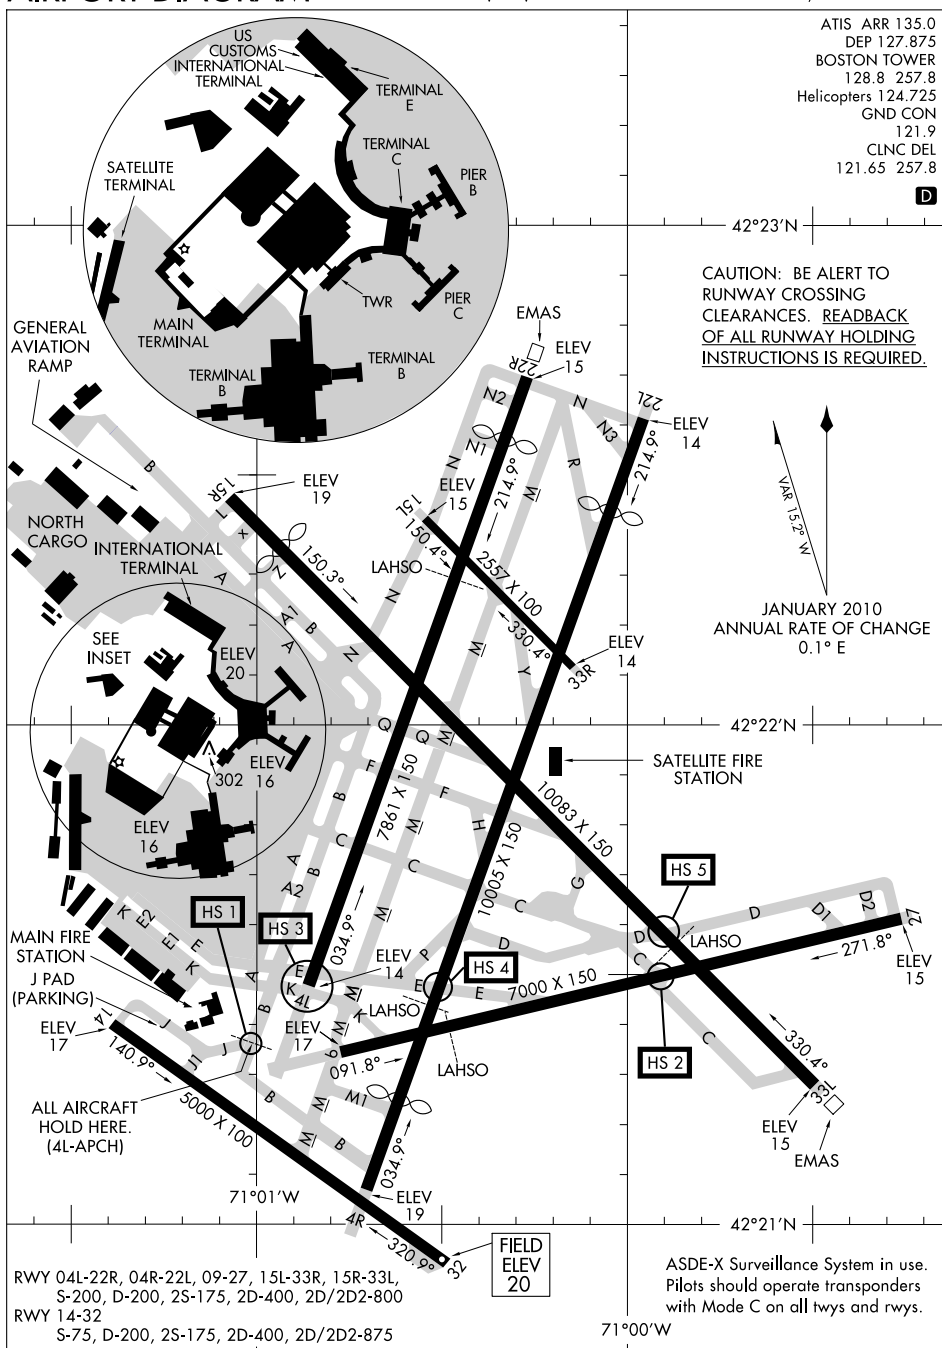 ATIS ARR 135.0
DEP 127.875
BOSTON TOWER
128.8 257.8
Helicopters 124.725
GND CON
121.9
CLNC DEL
121.65 257.8
D
US
CUSTOMS
INTERNATIONAL
TERMINAL
TERMINAL
E
TERMINAL
C
PIER
B
SATELLITE
TERMINAL
TWR
PIER
C
MAIN
TERMINAL
TERMINAL
B
TERMINAL
B
42°23'N
CAUTION: BE ALERT TO
RUNWAY CROSSING
CLEARANCES. READBACK
OF ALL RUNWAY HOLDING
INSTRUCTIONS IS REQUIRED.
GENERAL
AVIATION
RAMP
EMAS
22R
ELEV
15
N2
N
22L
N3
ELEV
14
N1
R
214.9°
214.9°
B
N
M
VAR 15.2° W
15R
ELEV
19
ELEV
15
15L
L
X
NORTH
CARGO
INTERNATIONAL
TERMINAL
150.3°
150.4°
2557 X 100
LAHSO
A
N
N
A1
B
A
330.4°
JANUARY 2010
ANNUAL RATE OF CHANGE
0.1° E
SEE
INSET
ELEV
20
N
M
Y
ELEV
14
33R
42°22'N
Q
Q
M
302
ELEV
16
F
F
SATELLITE FIRE
STATION
B
7861 X 150
10083 X 150
ELEV
16
C
M
H
10005 X 150
C
A
B
A2
G
C
HS 5
HS 1
HS 3
K
E2
E1
E
K
M
D
D
D
D1
D2
27
MAIN FIRE
STATION
034.9°
P
LAHSO
271.8°
ELEV
15
E
K
4L
ELEV
14
E
HS 4
E
7000 X 150
C
A
B
M
K
M
LAHSO
J PAD
(PARKING)
ELEV
17
14
J
J
J1
ELEV
17
9
091.8°
LAHSO
HS 2
C
330.4°
140.9°
33L
ALL AIRCRAFT
HOLD HERE.
(4L-APCH)
5000 X 100
B
M
M1
M
B
ELEV
15
EMAS
034.9°
71°01'W
ELEV
19
4R
320.9°
32
42°21'N
FIELD
ELEV
20
RWY 04L-22R, 04R-22L, 09-27, 15L-33R, 15R-33L,
S-200, D-200, 2S-175, 2D-400, 2D/2D2-800
RWY 14-32
S-75, D-200, 2S-175, 2D-400, 2D/2D2-875
ASDE-X Surveillance System in use.
Pilots should operate transponders
with Mode C on all twys and rwys.
71°00'W